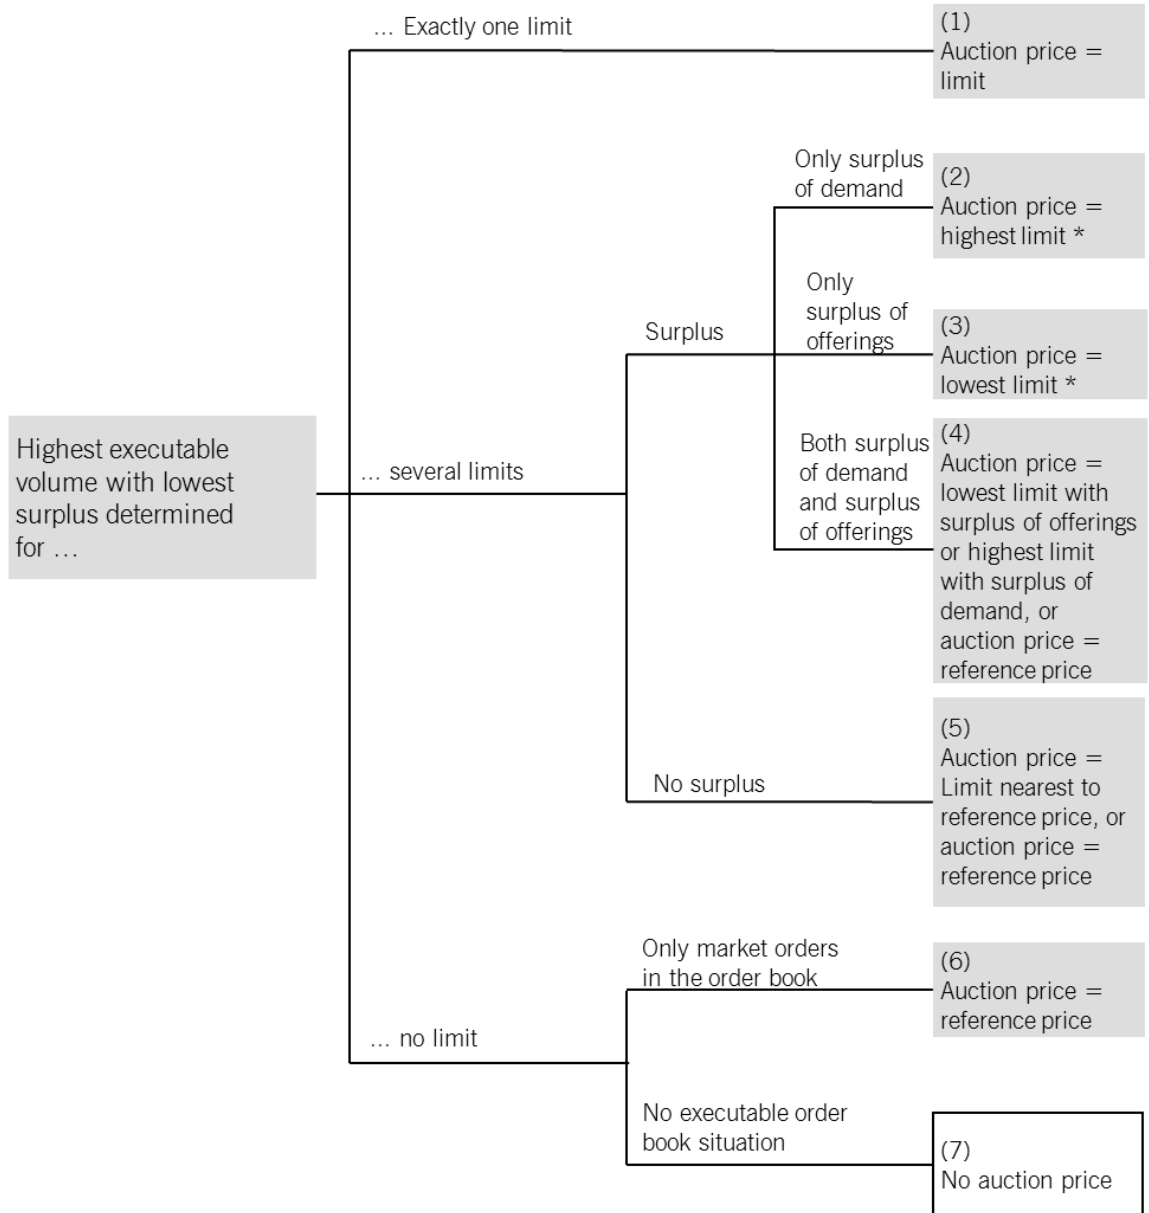 ... Exactly one limit
(1)
Auction price =
limit
Only surplus
of demand
(2)
Auction price =
highest limit *
Only
surplus of
offerings
Surplus
(3)
Auction price =
lowest limit *
Highest executable
volume with lowest
surplus determined
for ...
... several limits
Both surplus
of demand
and surplus
of offerings
(4)
Auction price =
lowest limit with
surplus of offerings
or highest limit
with surplus of
demand, or
auction price =
reference price
No surplus
(5)
Auction price =
Limit nearest to
reference price, or
auction price =
reference price
Only market orders
in the order book
(6)
Auction price =
reference price
... no limit
No executable order
book situation
(7)
No auction price